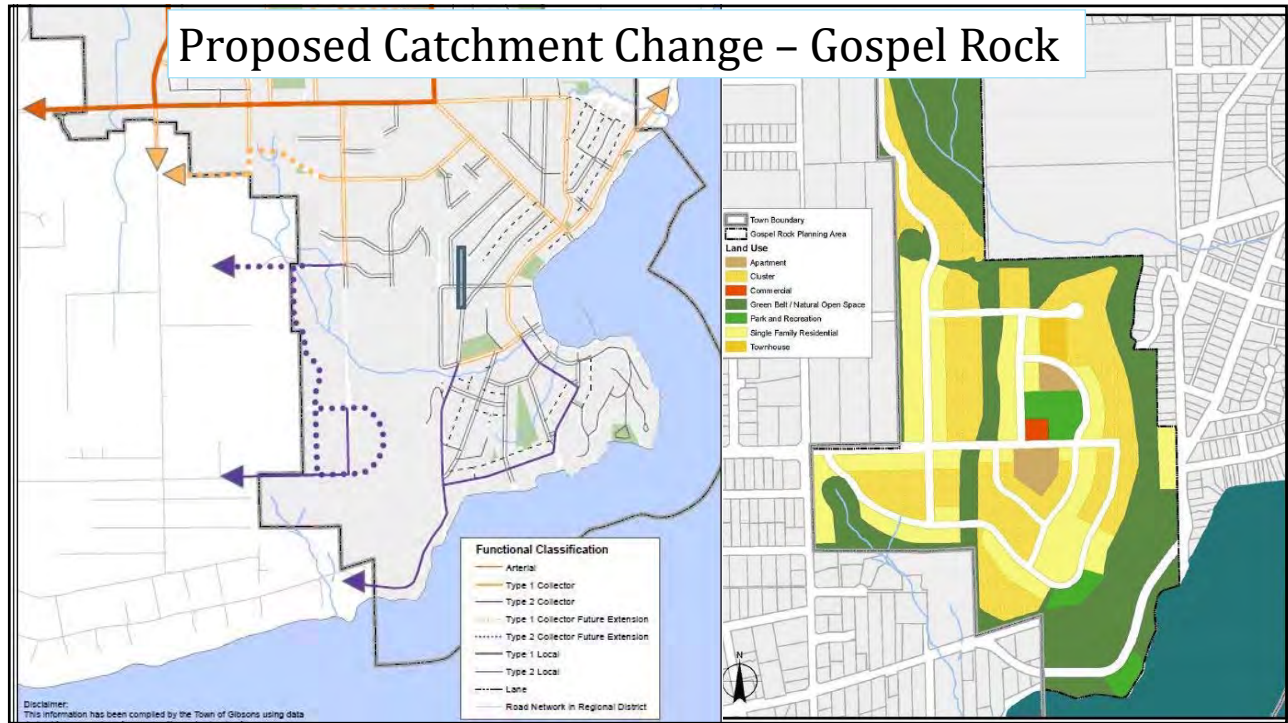 Proposed Catchment Change – Gospel Rock
Functional Classification
Arterial
Type 1 Collector
Type 2 Collector
Type 1 Collector Future Extension
Type 2 Collector Future Extension
Type 1 Local
Type 2 Local
Lane
Road Network in Regional District
Disclaimer:
This information has been compiled by the Town of Gibsons using data
Town Boundary
Gospel Rock Planning Area
Land Use
Apartment
Cluster
Commercial
Green Belt / Natural Open Space
Park and Recreation
Single Family Residential
Townhouse
N